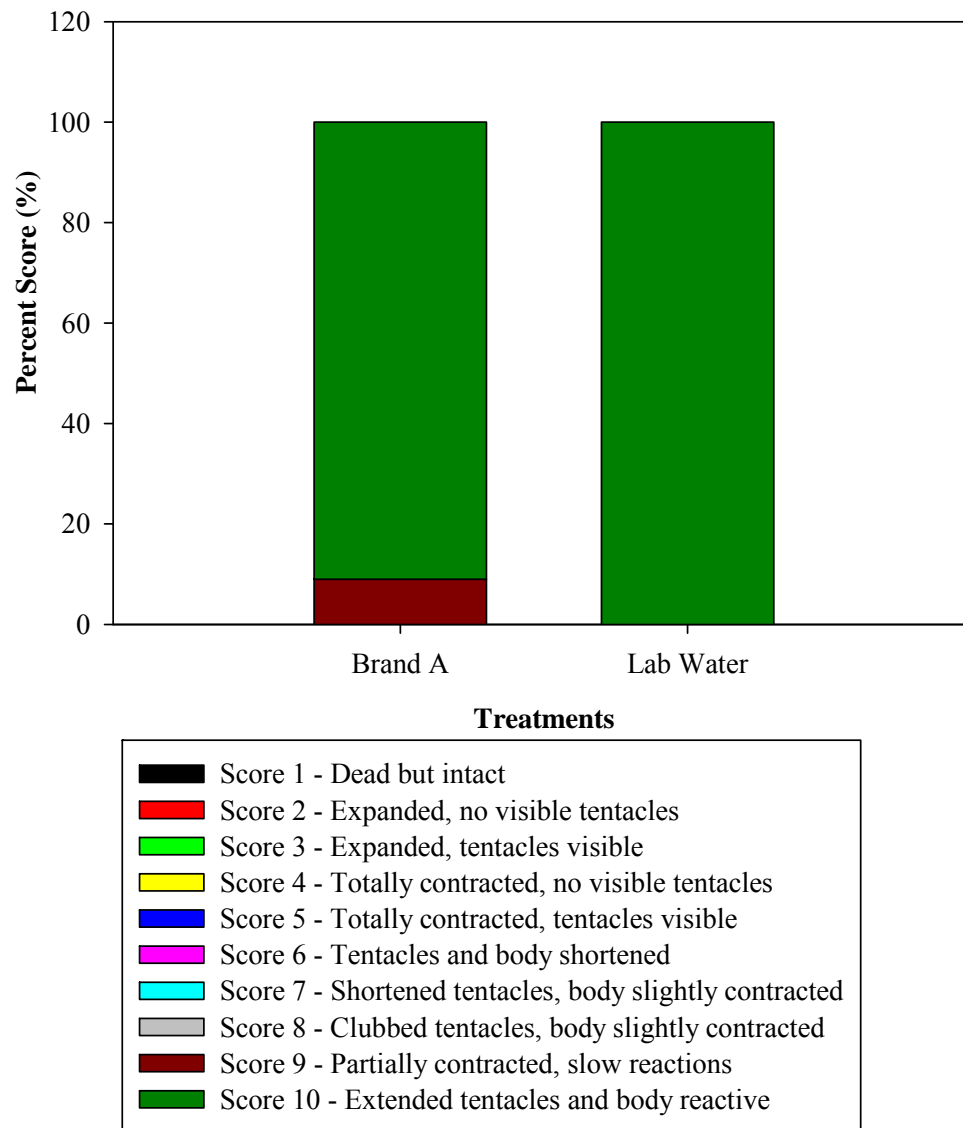 120
100
80
60
40
20
0
Percent Score (%)
Brand A
Lab Water
Treatments
Score 1 - Dead but intact
Score 2 - Expanded, no visible tentacles
Score 3 - Expanded, tentacles visible
Score 4 - Totally contracted, no visible tentacles
Score 5 - Totally contracted, tentacles visible
Score 6 - Tentacles and body shortened
Score 7 - Shortened tentacles, body slightly contracted
Score 8 - Clubbed tentacles, body slightly contracted
Score 9 - Partially contracted, slow reactions
Score 10 - Extended tentacles and body reactive